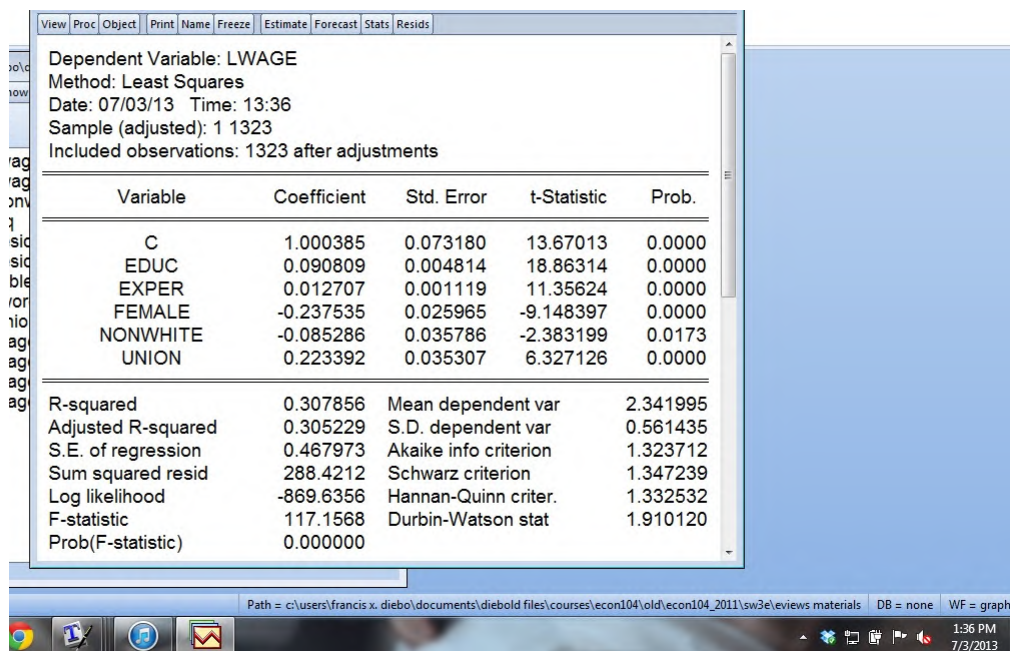 View Proc Object Print Name Freeze Estimate Forecast Stats Resids
Dependent Variable: LWAGE
Method: Least Squares
Date: 07/03/13 Time: 13:36
Sample (adjusted): 1 1323
Included observations: 1323 after adjustments
Variable Coefficient Std. Error t-Statistic Prob.
C 1.000385 0.073180 13.67013 0.0000
EDUC 0.090809 0.004814 18.86314 0.0000
EXPER 0.012707 0.001119 11.35624 0.0000
FEMALE -0.237535 0.025965 -9.148397 0.0000
NONWHITE -0.085286 0.035786 -2.383199 0.0173
UNION 0.223392 0.035307 6.327126 0.0000
R-squared 0.307856 Mean dependent var 2.341995
Adjusted R-squared 0.305229 S.D. dependent var 0.561435
S.E. of regression 0.467973 Akaike info criterion 1.323712
Sum squared resid 288.4212 Schwarz criterion 1.347239
Log likelihood -869.6356 Hannan-Quinn criter. 1.332532
F-statistic 117.1568 Durbin-Watson stat 1.910120
Prob(F-statistic) 0.000000
Path = c:\users\francis x. diebo\documents\diebold files\courses\econ104\old\econ104_2011\sw3e\eviews materials DB = none WF = graph
1:36 PM
7/3/2013